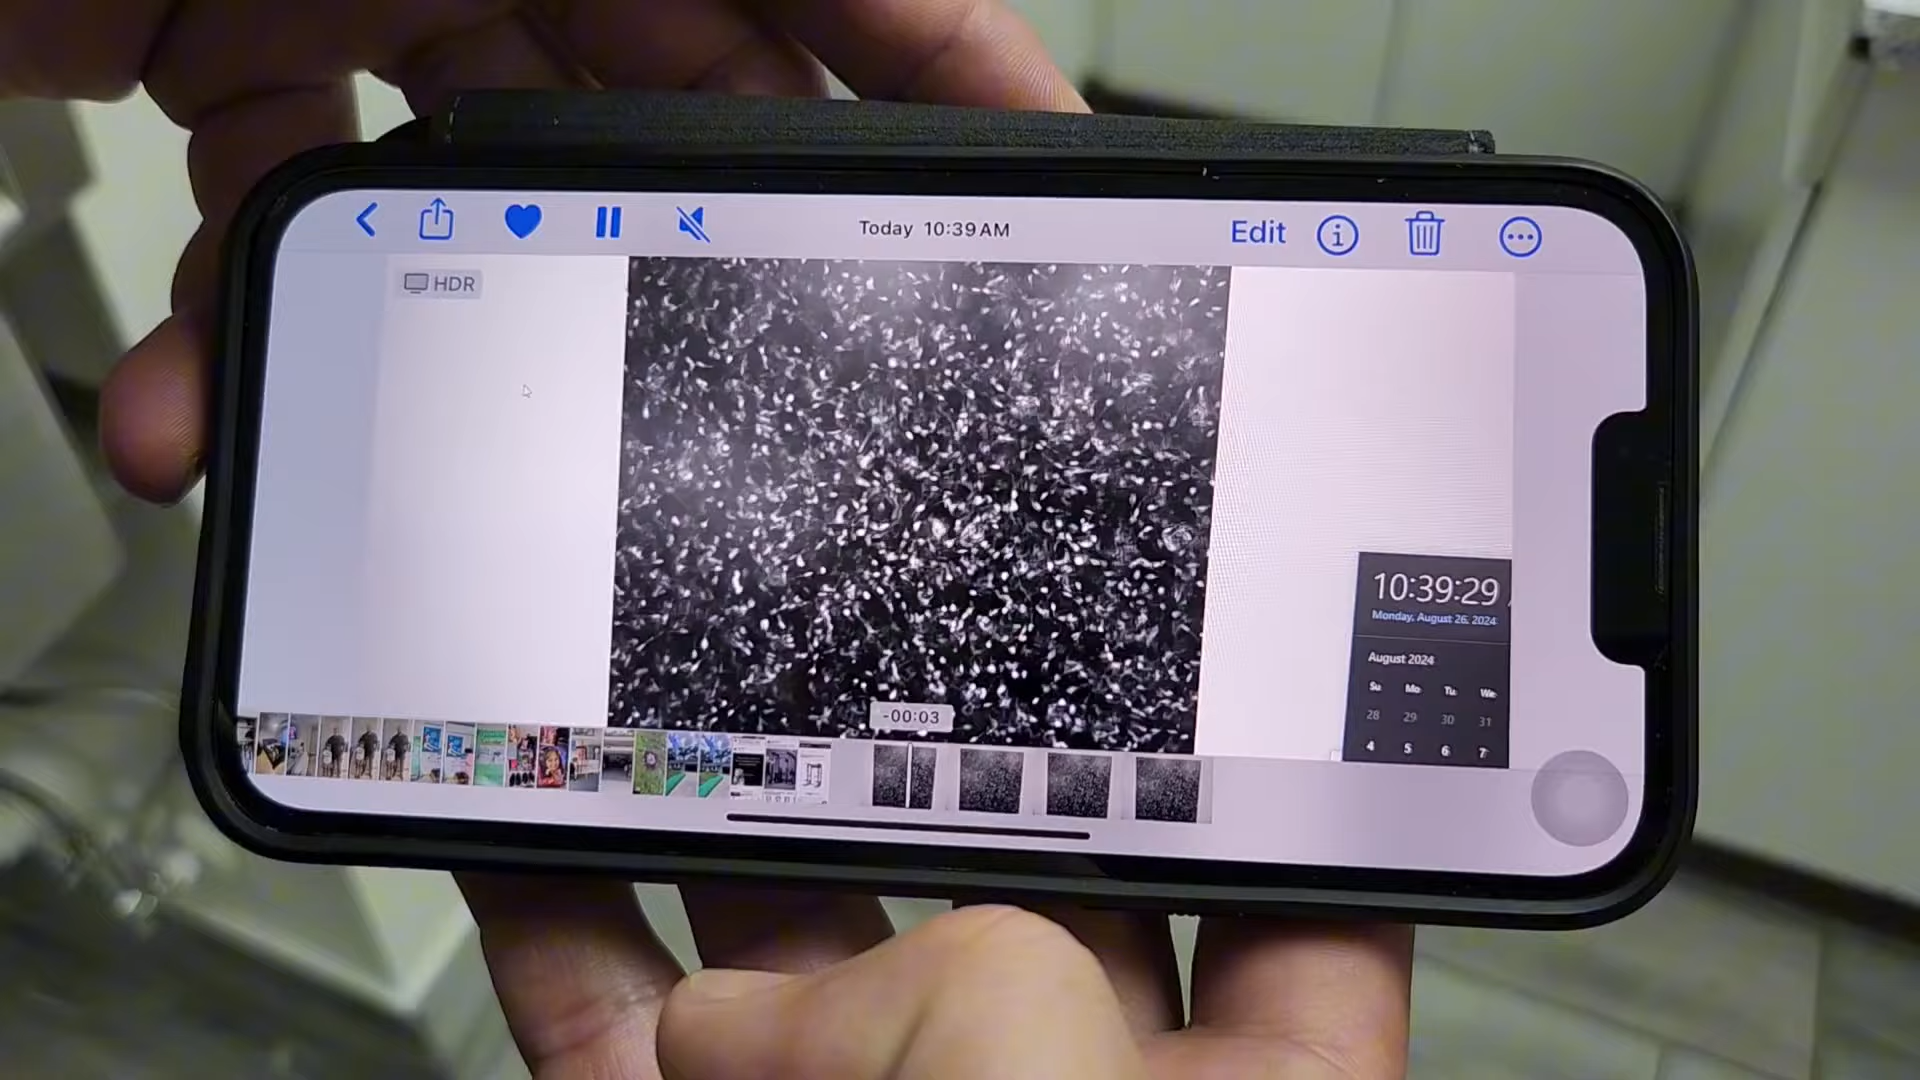 Today 10:39 AM
Edit
HDR
10:39:29
Monday, August 26, 2024
August 2024
Su Mo Tu We
28 29 30 31
4 5 6 7
-00:03